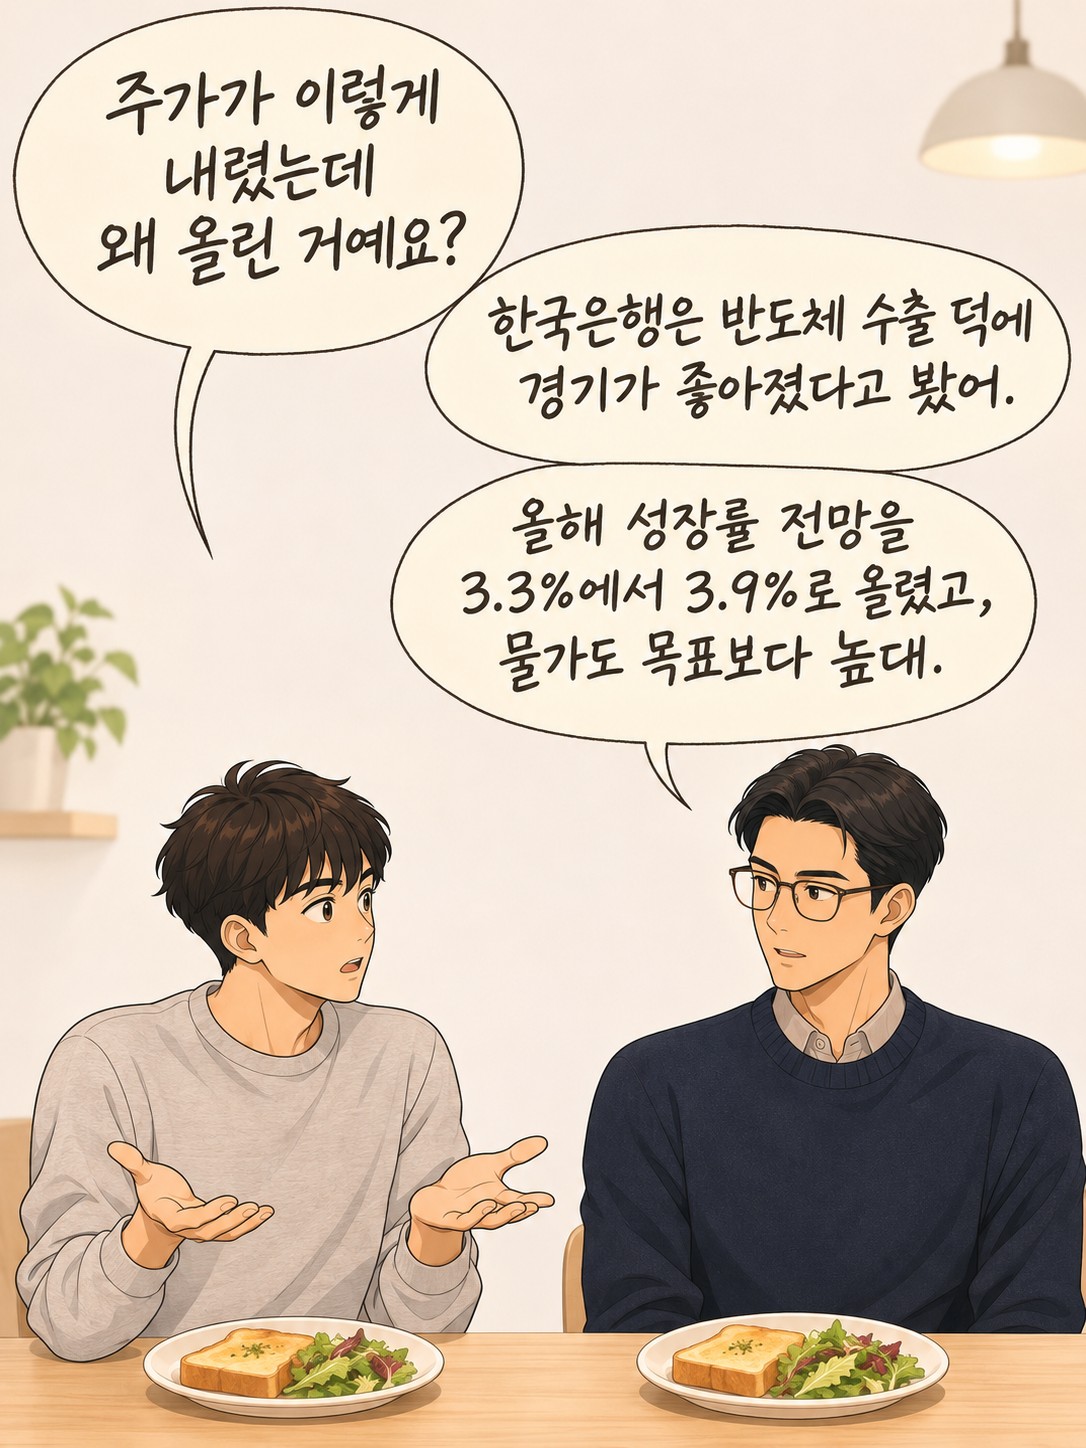 주가가 이렇게
내렸는데
왜 올린 거예요?
한국은행은 반도체 수출 덕에
경기가 좋아졌다고 봤어.
올해 성장률 전망을
3.3%에서 3.9%로 올렸고,
물가도 목표보다 높대.